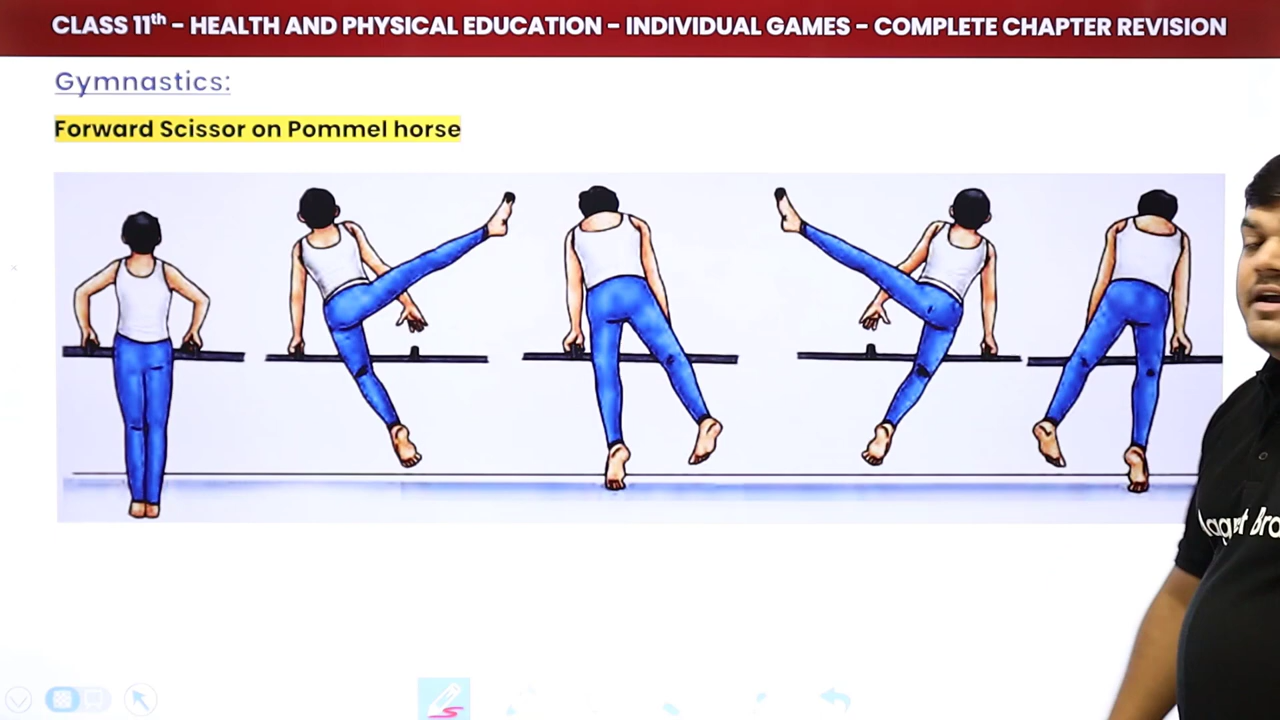 CLASS 11th – HEALTH AND PHYSICAL EDUCATION – INDIVIDUAL GAMES – COMPLETE CHAPTER REVISION
Gymnastics:
Forward Scissor on Pommel horse